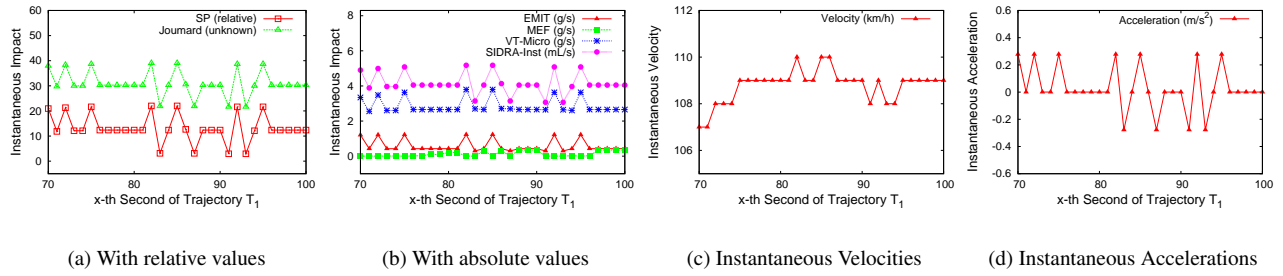 SP (relative)
Joumard (unknown)
Instantaneous Impact
60
50
40
30
20
10
0
70 80 90 100
x-th Second of Trajectory T1
(a) With relative values
EMIT (g/s)
MEF (g/s)
VT-Micro (g/s)
SIDRA-Inst (mL/s)
Instantaneous Impact
8
6
4
2
0
70 80 90 100
x-th Second of Trajectory T1
(b) With absolute values
Velocity (km/h)
Instantaneous Velocity
114
112
110
108
106
104
70 80 90 100
x-th Second of Trajectory T1
(c) Instantaneous Velocities
Acceleration (m/s²)
Instantaneous Acceleration
0.6
0.4
0.2
0
-0.2
-0.4
-0.6
70 80 90 100
x-th Second of Trajectory T1
(d) Instantaneous Accelerations